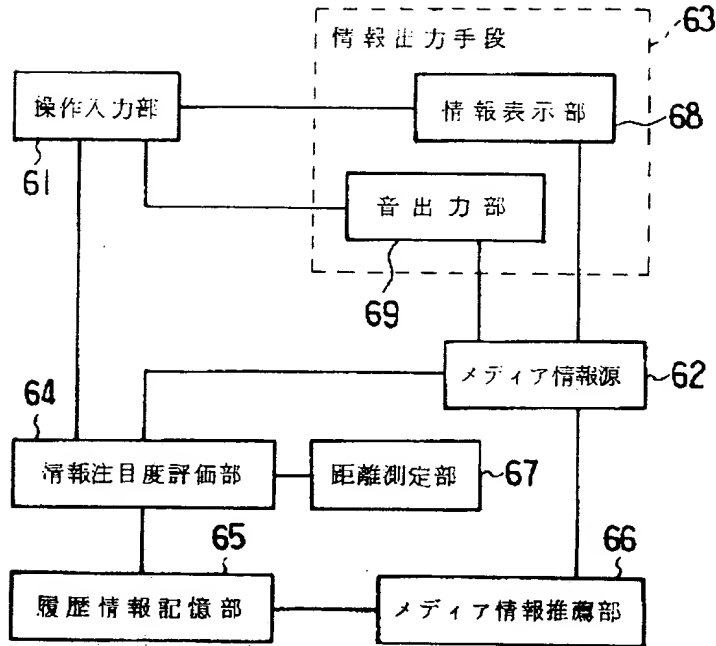 63
情報出力手段
操作入力部
情報表示部
68
61
音出力部
69
メディア情報源
62
64
情報注目度評価部
距離測定部
67
65
66
履歴情報記憶部
メディア情報推薦部